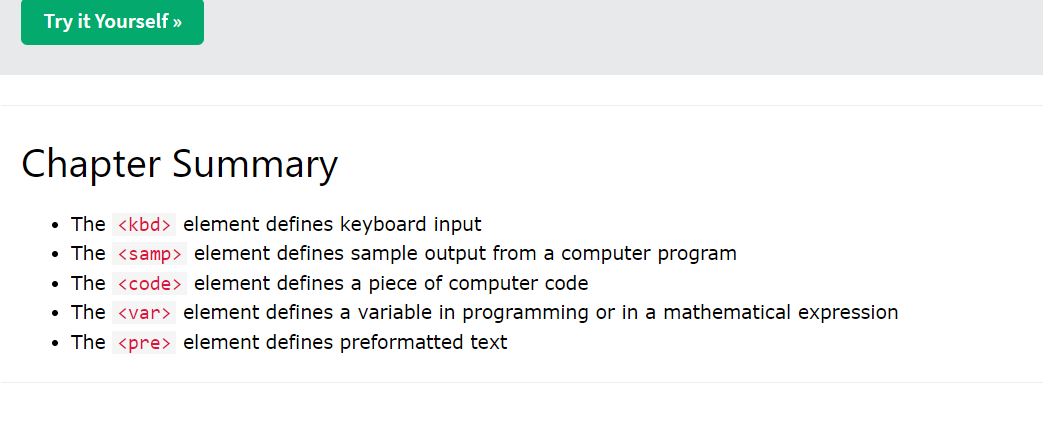 Try it Yourself »
Chapter Summary
• The <kbd> element defines keyboard input
• The <samp> element defines sample output from a computer program
• The <code> element defines a piece of computer code
• The <var> element defines a variable in programming or in a mathematical expression
• The <pre> element defines preformatted text